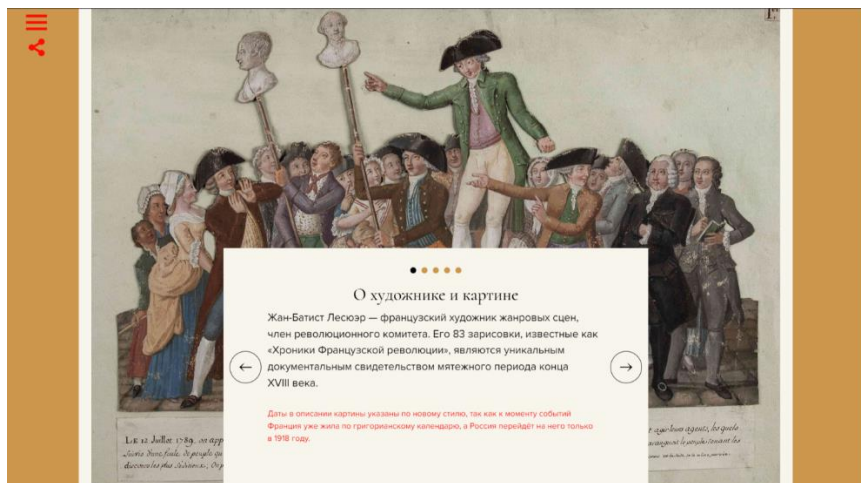 О художнике и картине
Жан-Батист Лесюэр — французский художник жанровых сцен,
член революционного комитета. Его 83 зарисовки, известные как
«Хроники Французской революции», являются уникальным
документальным свидетельством мятежного периода конца
XVIII века.
Даты в описании картины указаны по новому стилю, так как к моменту событий
Франция уже жила по григорианскому календарю, а Россия перейдёт на него только
в 1918 году.
Le 12 Juillet 1789. on app